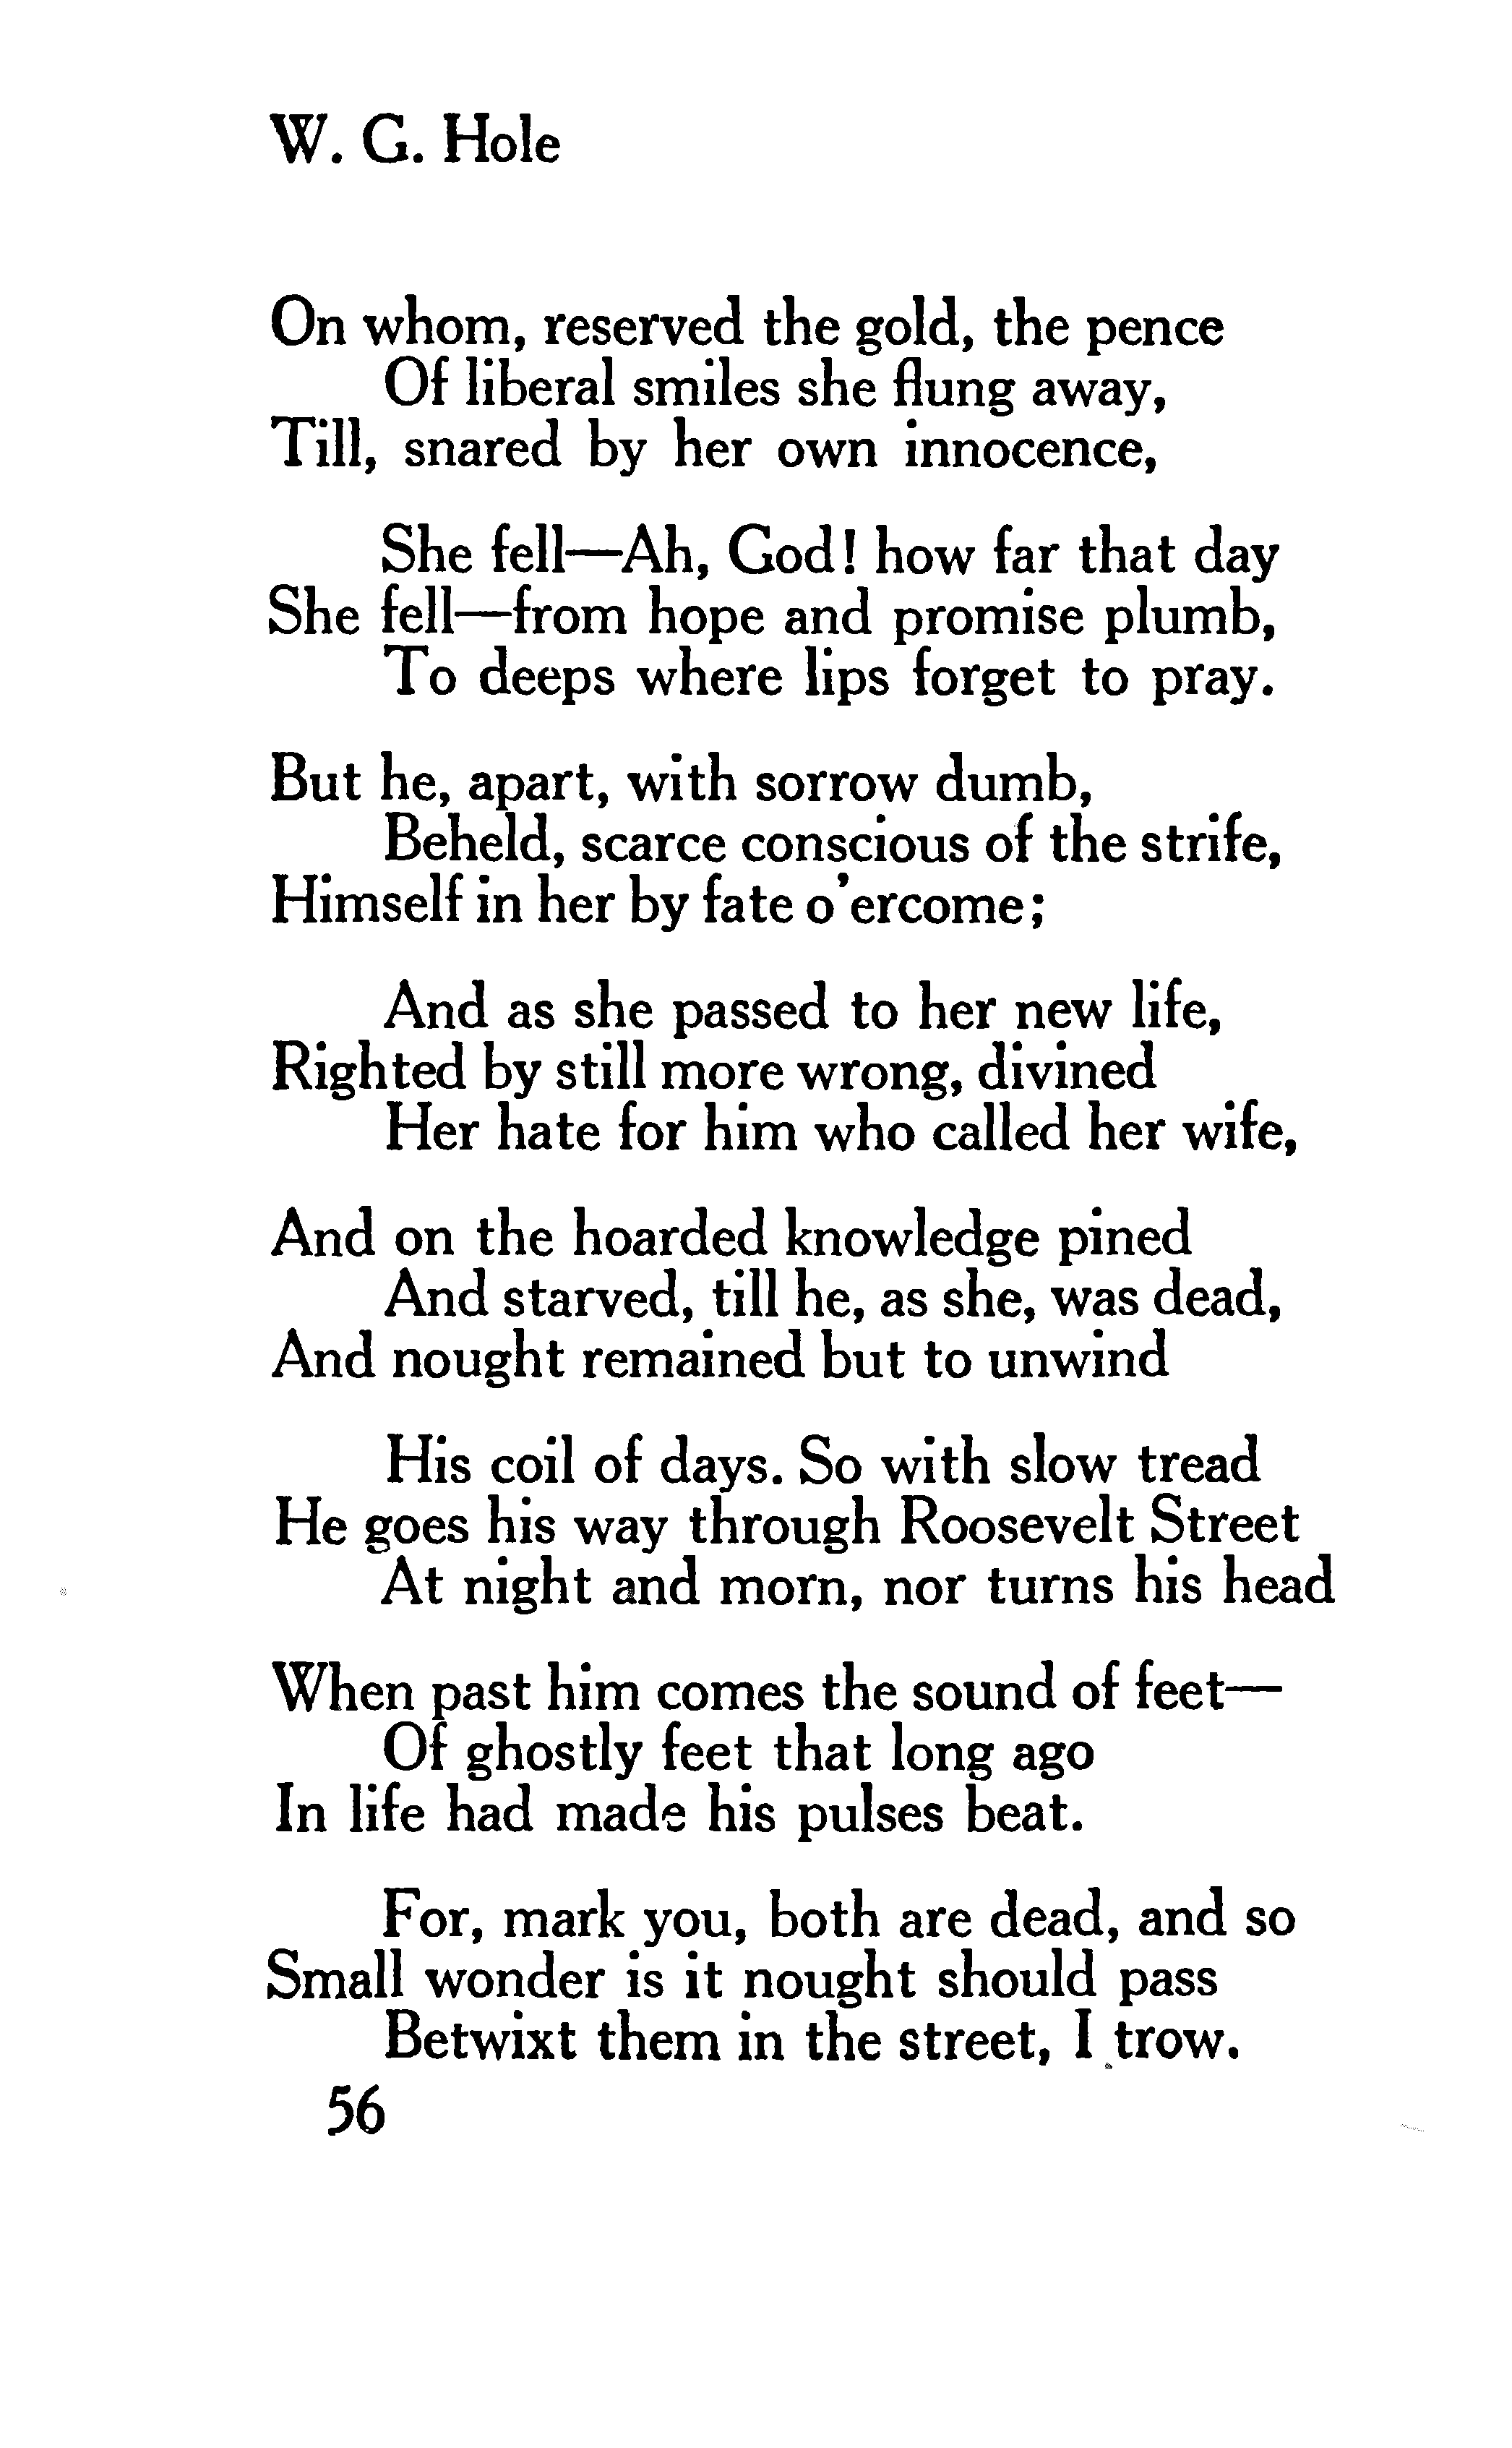 W. G. Hole
On whom, reserved the gold, the pence
Of liberal smiles she flung away,
Till, snared by her own innocence,
She fell—Ah, God! how far that day
She fell—from hope and promise plumb,
To deeps where lips forget to pray.
But he, apart, with sorrow dumb,
Beheld, scarce conscious of the strife,
Himself in her by fate o'ercome;
And as she passed to her new life,
Righted by still more wrong, divined
Her hate for him who called her wife,
And on the hoarded knowledge pined
And starved, till he, as she, was dead,
And nought remained but to unwind
His coil of days. So with slow tread
He goes his way through Roosevelt Street
At night and morn, nor turns his head
When past him comes the sound of feet—
Of ghostly feet that long ago
In life had made his pulses beat.
For, mark you, both are dead, and so
Small wonder is it nought should pass
Betwixt them in the street, I trow.
56